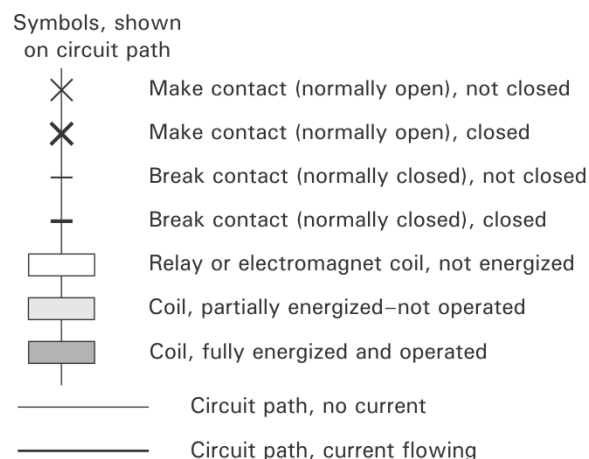 Symbols, shown
on circuit path
Make contact (normally open), not closed
Make contact (normally open), closed
Break contact (normally closed), not closed
Break contact (normally closed), closed
Relay or electromagnet coil, not energized
Coil, partially energized–not operated
Coil, fully energized and operated
Circuit path, no current
Circuit path, current flowing